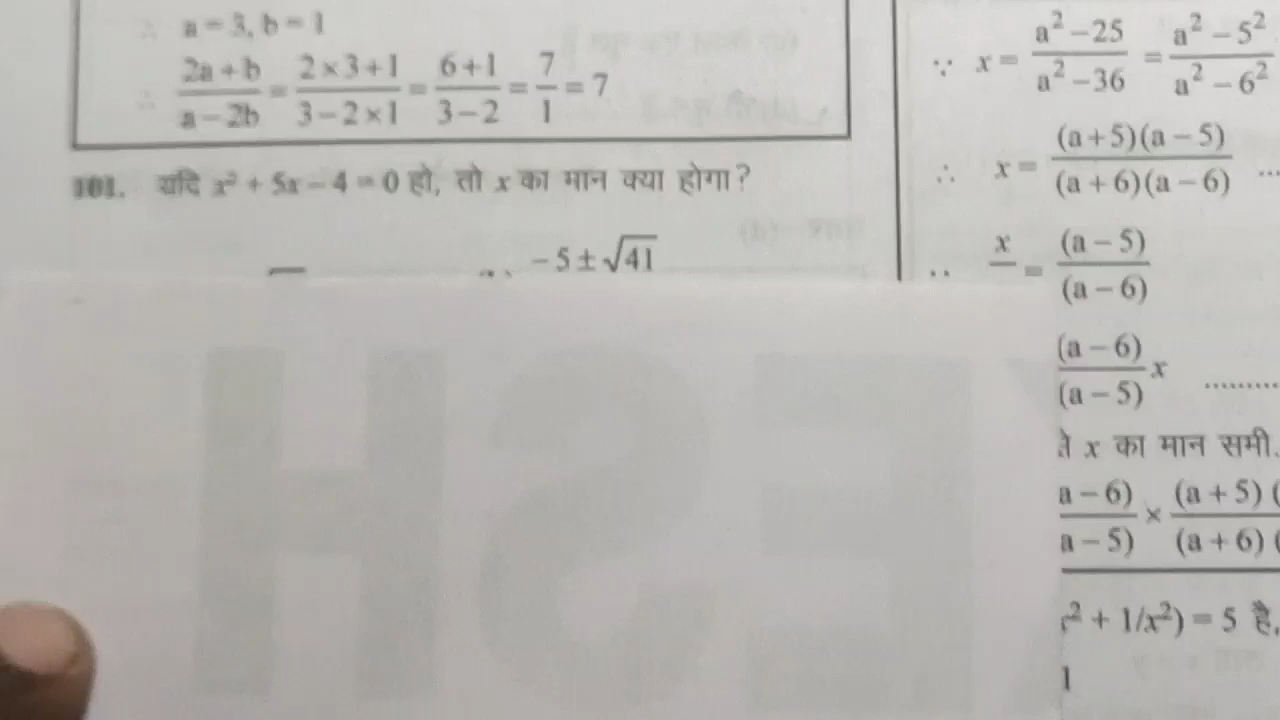 ∴ a = 3, b = 1
∴ (2a + b)/(a − 2b) = (2 × 3 + 1)/(3 − 2 × 1) = (6 + 1)/(3 − 2) = 7/1 = 7
101. यदि x² + 5x − 4 = 0 हो, तो x का मान क्या होगा?
− 5 ± √41
∵ x = (a² − 25)/(a² − 36) = (a² − 5²)/(a² − 6²)
∴ x = (a + 5)(a − 5)/(a + 6)(a − 6) ...
x = (a − 5)/(a − 6)
(a − 6)/(a − 5) x .........
x का मान समी.
a − 6)/a − 5) × (a + 5) (/(a + 6) (
² + 1/x²) = 5 है,
1